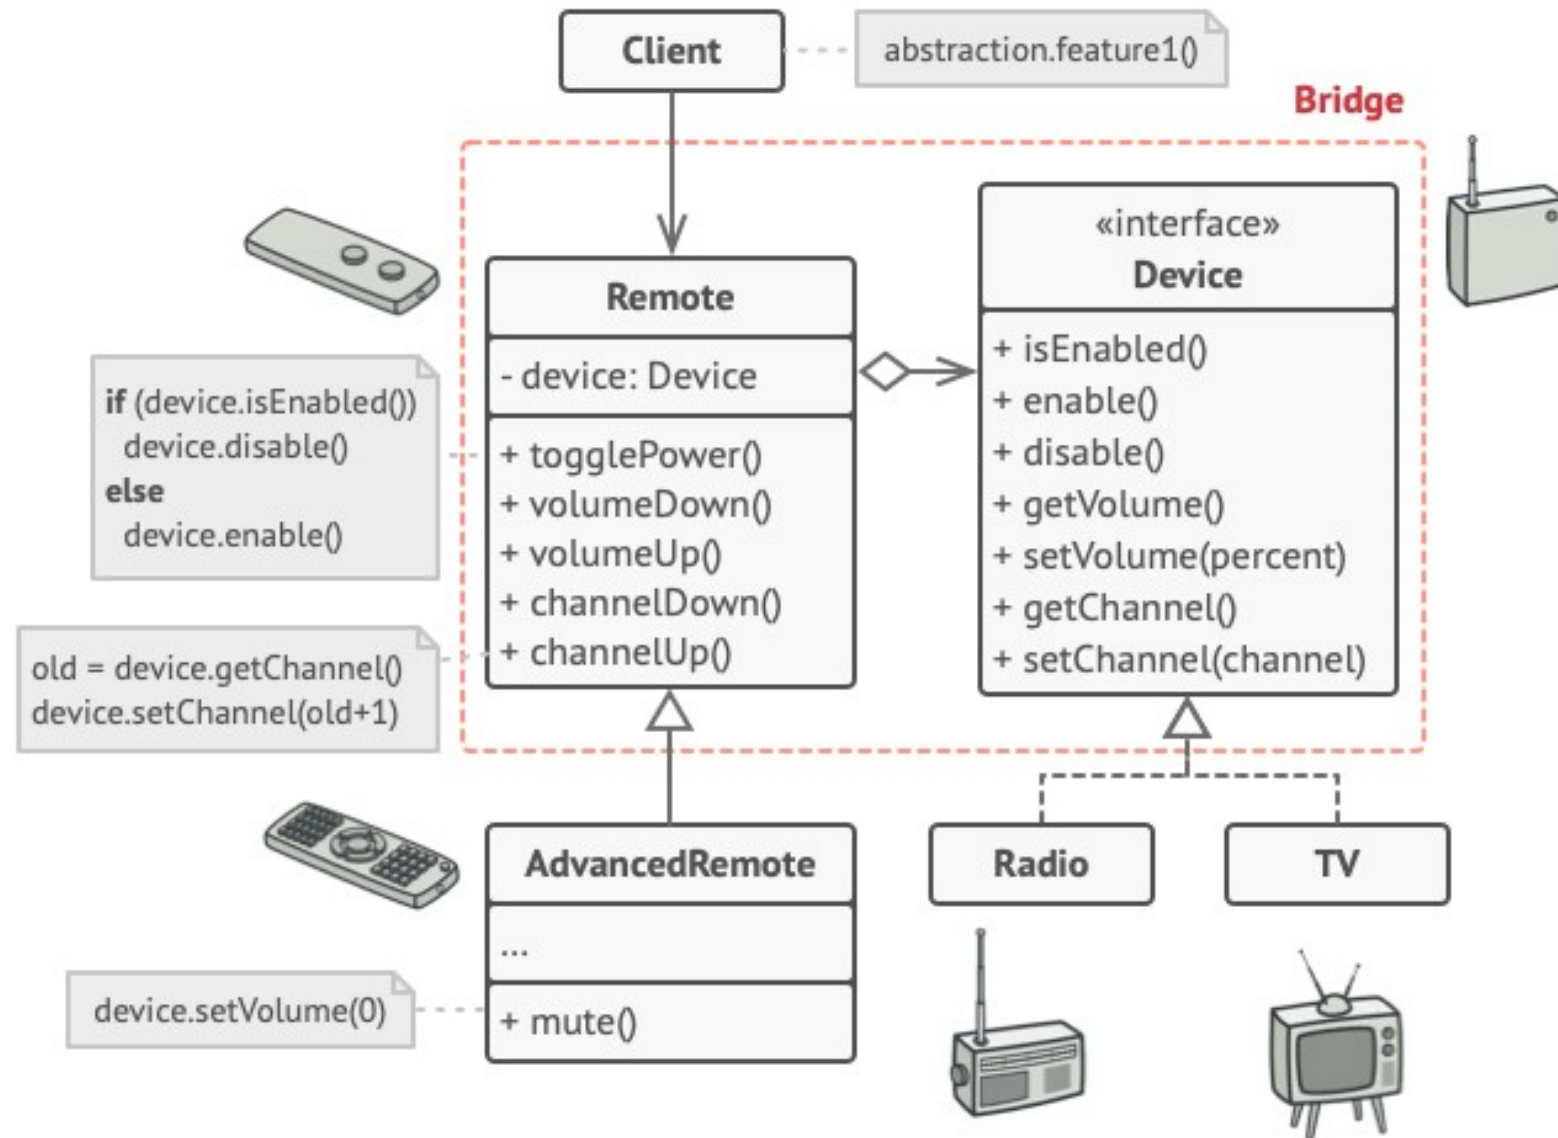 Client
abstraction.feature1()
Bridge
«interface»
Device
+ isEnabled()
+ enable()
+ disable()
+ getVolume()
+ setVolume(percent)
+ getChannel()
+ setChannel(channel)
Remote
- device: Device
+ togglePower()
+ volumeDown()
+ volumeUp()
+ channelDown()
+ channelUp()
if (device.isEnabled())
device.disable()
else
device.enable()
old = device.getChannel()
device.setChannel(old+1)
AdvancedRemote
...
+ mute()
device.setVolume(0)
Radio
TV